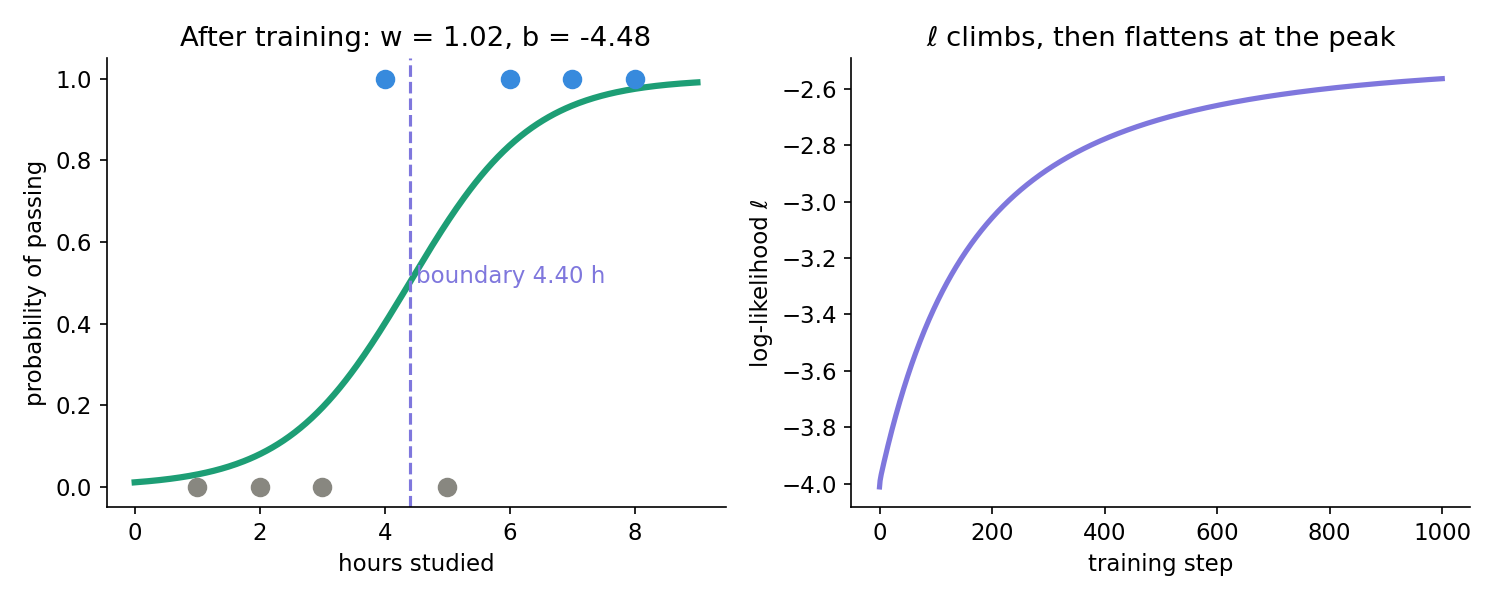 After training: w = 1.02, b = -4.48
probability of passing
1.0
0.8
0.6
0.4
0.2
0.0
boundary 4.40 h
0 2 4 6 8
hours studied
ℓ climbs, then flattens at the peak
log-likelihood ℓ
−2.6
−2.8
−3.0
−3.2
−3.4
−3.6
−3.8
−4.0
0 200 400 600 800 1000
training step